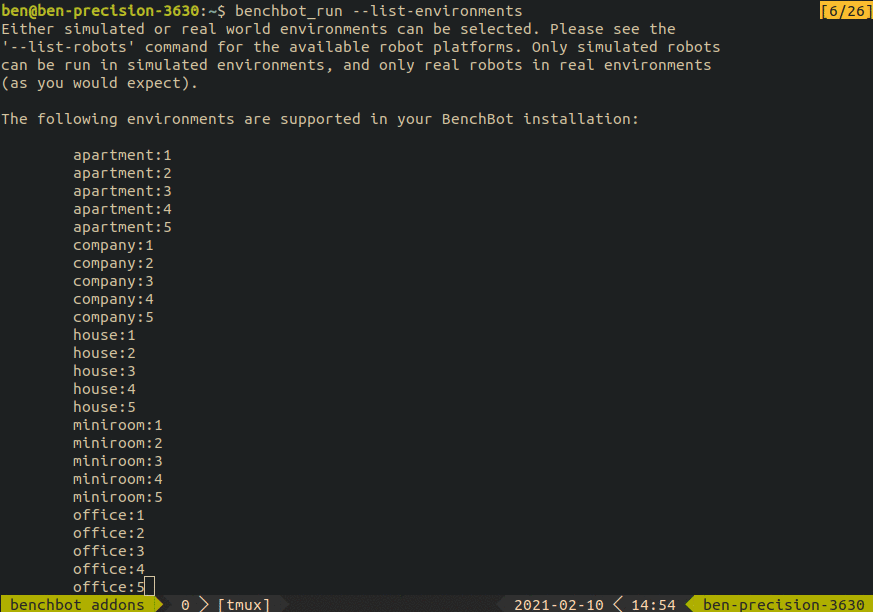 ben@ben-precision-3630:~$ benchbot_run --list-environments [6/26]
Either simulated or real world environments can be selected. Please see the
'--list-robots' command for the available robot platforms. Only simulated robots
can be run in simulated environments, and only real robots in real environments
(as you would expect).
The following environments are supported in your BenchBot installation:
apartment:1
apartment:2
apartment:3
apartment:4
apartment:5
company:1
company:2
company:3
company:4
company:5
house:1
house:2
house:3
house:4
house:5
miniroom:1
miniroom:2
miniroom:3
miniroom:4
miniroom:5
office:1
office:2
office:3
office:4
office:5
benchbot_addons 0 [tmux] 2021-02-10 14:54 ben-precision-3630